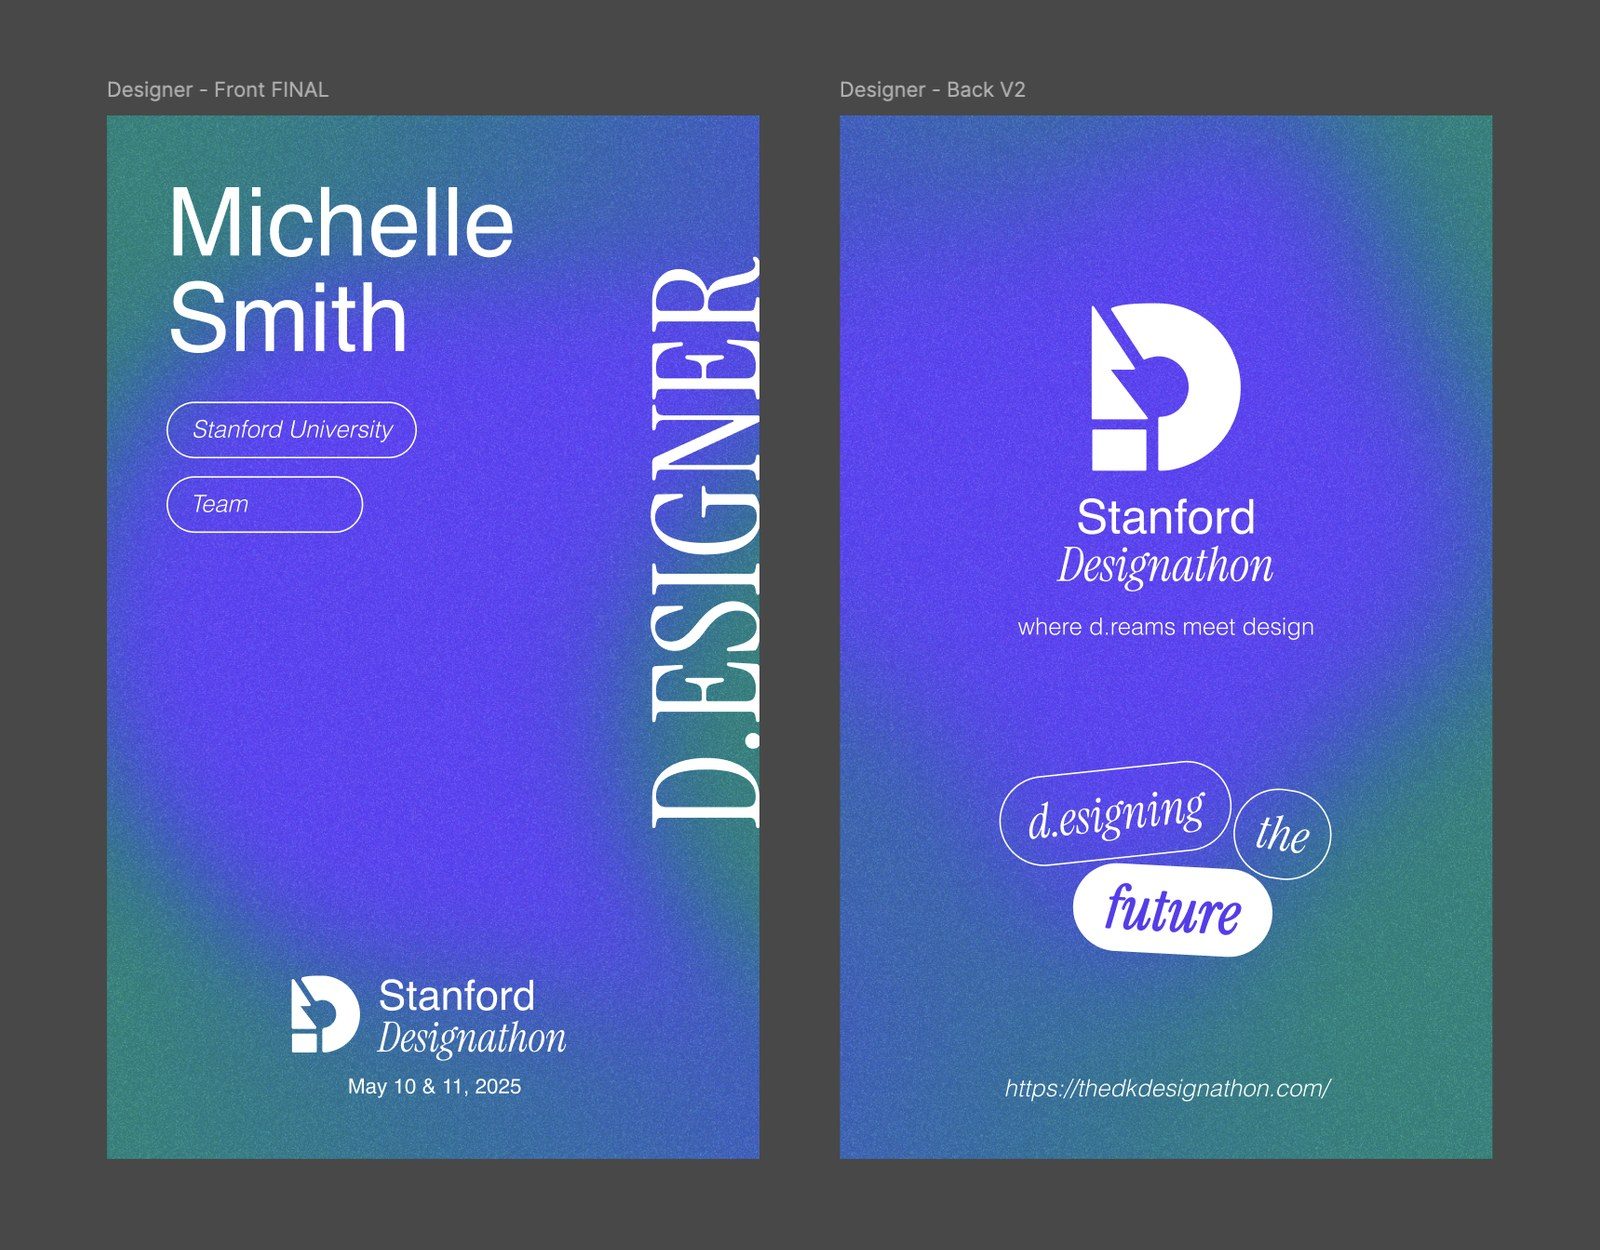 Designer - Front FINAL
Michelle
Smith
Stanford University
Team
D.ESIGNER
Stanford
Designathon
May 10 & 11, 2025
Designer - Back V2
Stanford
Designathon
where d.reams meet design
d.esigning
the
future
https://thedkdesignathon.com/